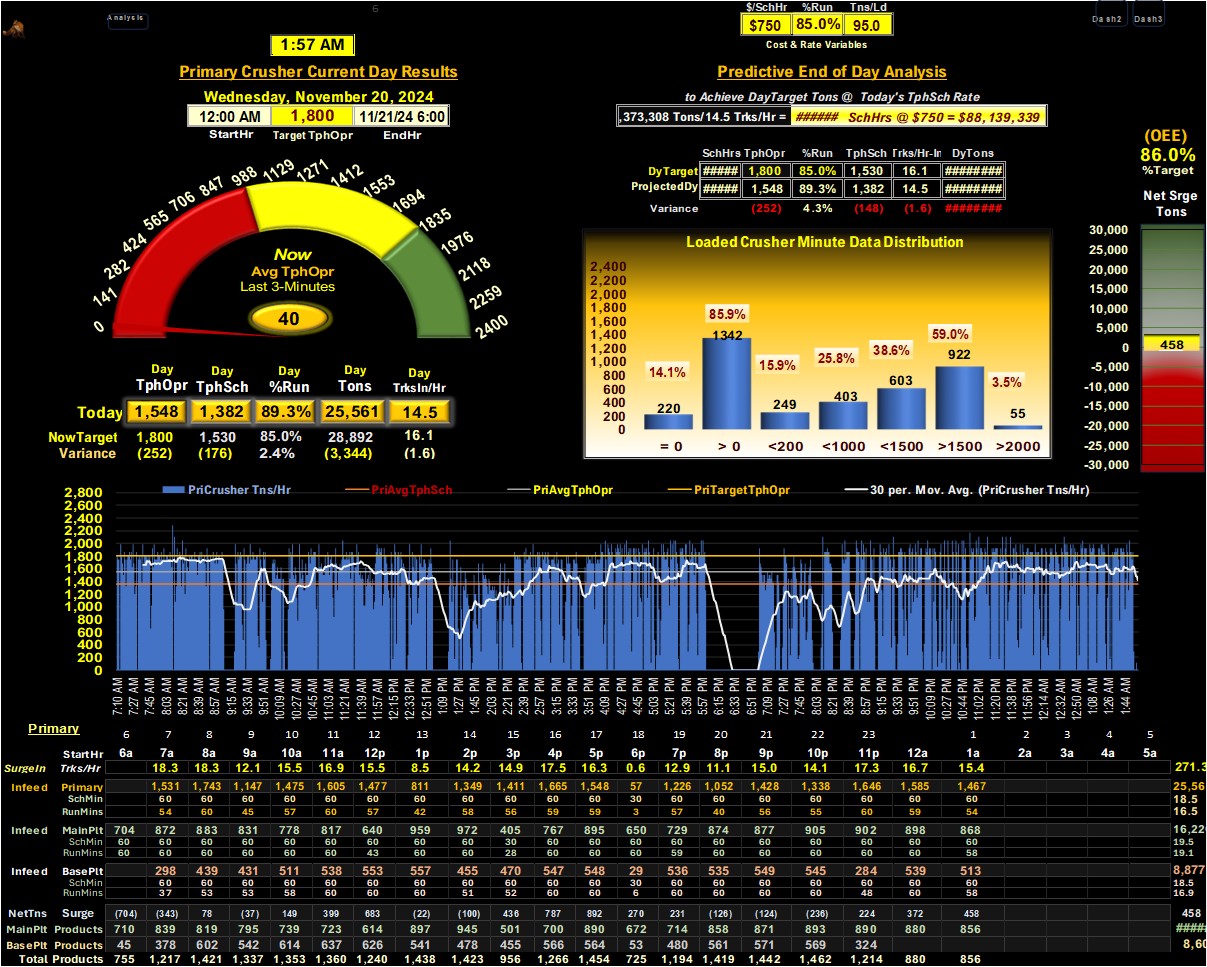 6
Analysis
$/SchHr %Run Tns/Ld
$750 85.0% 95.0
Cost & Rate Variables
Dash2 Dash3
1:57 AM
Primary Crusher Current Day Results
Wednesday, November 20, 2024
12:00 AM 1,800 11/21/24 6:00
StartHr Target TphOpr EndHr
Predictive End of Day Analysis
to Achieve DayTarget Tons @ Today's TphSch Rate
,373,308 Tons/14.5 Trks/Hr = ###### SchHrs @ $750 = $88,139,339
SchHrs TphOpr %Run TphSch Trks/Hr-In DyTons
DyTarget ##### 1,800 85.0% 1,530 16.1 ########
ProjectedDy ##### 1,548 89.3% 1,382 14.5 ########
Variance (252) 4.3% (148) (1.6) ########
(OEE)
86.0%
%Target
Net Srge
Tons
30,000
25,000
20,000
15,000
10,000
5,000
0
-5,000
-10,000
-15,000
-20,000
-25,000
-30,000
458
0 141 282 424 565 706 847 988 1129 1271 1412 1553 1694 1835 1976 2118 2259 2400
Now
Avg TphOpr
Last 3-Minutes
40
Day Day Day Day Day
TphOpr TphSch %Run Tons TrksIn/Hr
Today 1,548 1,382 89.3% 25,561 14.5
NowTarget 1,800 1,530 85.0% 28,892 16.1
Variance (252) (176) 2.4% (3,344) (1.6)
Loaded Crusher Minute Data Distribution
2,400
2,200
2,000
1,800
1,600
1,400
1,200
1,000
800
600
400
200
0
14.1% 85.9% 15.9% 25.8% 38.6% 59.0% 3.5%
220 1342 249 403 603 922 55
= 0 > 0 <200 <1000 <1500 >1500 >2000
PriCrusher Tns/Hr PriAvgTphSch PriAvgTphOpr PriTargetTphOpr 30 per. Mov. Avg. (PriCrusher Tns/Hr)
2,800
2,600
2,400
2,200
2,000
1,800
1,600
1,400
1,200
1,000
800
600
400
200
0
7:10 AM 7:27 AM 7:45 AM 8:03 AM 8:21 AM 8:39 AM 8:57 AM 9:15 AM 9:33 AM 9:51 AM 10:09 AM 10:27 AM 10:45 AM 11:03 AM 11:21 AM 11:39 AM 11:57 AM 12:15 PM 12:33 PM 12:51 PM 1:09 PM 1:27 PM 1:45 PM 2:03 PM 2:21 PM 2:39 PM 2:57 PM 3:15 PM 3:33 PM 3:51 PM 4:09 PM 4:27 PM 4:45 PM 5:03 PM 5:21 PM 5:39 PM 5:57 PM 6:15 PM 6:33 PM 6:51 PM 7:09 PM 7:27 PM 7:45 PM 8:03 PM 8:21 PM 8:39 PM 8:57 PM 9:15 PM 9:33 PM 9:51 PM 10:09 PM 10:27 PM 10:44 PM 11:02 PM 11:20 PM 11:38 PM 11:56 PM 12:14 AM 12:32 AM 12:50 AM 1:08 AM 1:26 AM 1:44 AM
Primary 6 7 8 9 10 11 12 13 14 15 16 17 18 19 20 21 22 23 1 2 3 4 5
StartHr 6a 7a 8a 9a 10a 11a 12p 1p 2p 3p 4p 5p 6p 7p 8p 9p 10p 11p 12a 1a 2a 3a 4a 5a
SurgeIn Trks/Hr 18.3 18.3 12.1 15.5 16.9 15.5 8.5 14.2 14.9 17.5 16.3 0.6 12.9 11.1 15.0 14.1 17.3 16.7 15.4 271.3
Infeed Primary 1,531 1,743 1,147 1,475 1,605 1,477 811 1,349 1,411 1,665 1,548 57 1,226 1,052 1,428 1,338 1,646 1,585 1,467 25,56
SchMin 60 60 60 60 60 60 60 60 60 60 60 30 60 60 60 60 60 60 60 18.5
RunMins 54 60 45 57 60 57 42 58 56 59 59 3 57 40 56 55 60 59 54 16.5
Infeed MainPlt 704 872 883 831 778 817 640 959 972 405 767 895 650 729 874 877 905 902 898 868 16,22
SchMin 60 60 60 60 60 60 60 60 60 30 60 60 60 60 60 60 60 60 60 60 19.5
RunMins 60 60 60 60 60 60 43 60 60 28 60 60 60 59 60 60 60 60 60 58 19.1
Infeed BasePlt 298 439 431 511 538 553 557 455 470 547 548 29 536 535 549 545 284 539 513 8,877
SchMin 60 60 60 60 60 60 60 60 60 60 60 30 60 60 60 60 60 60 60 18.5
RunMins 37 53 53 58 60 60 60 51 52 60 60 6 60 60 60 60 48 60 58 16.9
NetTns Surge (704) (343) 78 (37) 149 399 683 (22) (100) 436 787 892 270 231 (126) (124) (236) 224 372 458 458
MainPlt Products 710 839 819 795 739 723 614 897 945 501 700 890 672 714 858 871 893 890 880 856 #####
BasePlt Products 45 378 602 542 614 637 626 541 478 455 566 564 53 480 561 571 569 324 8,60
Total Products 755 1,217 1,421 1,337 1,353 1,360 1,240 1,438 1,423 956 1,266 1,454 725 1,194 1,419 1,442 1,462 1,214 880 856